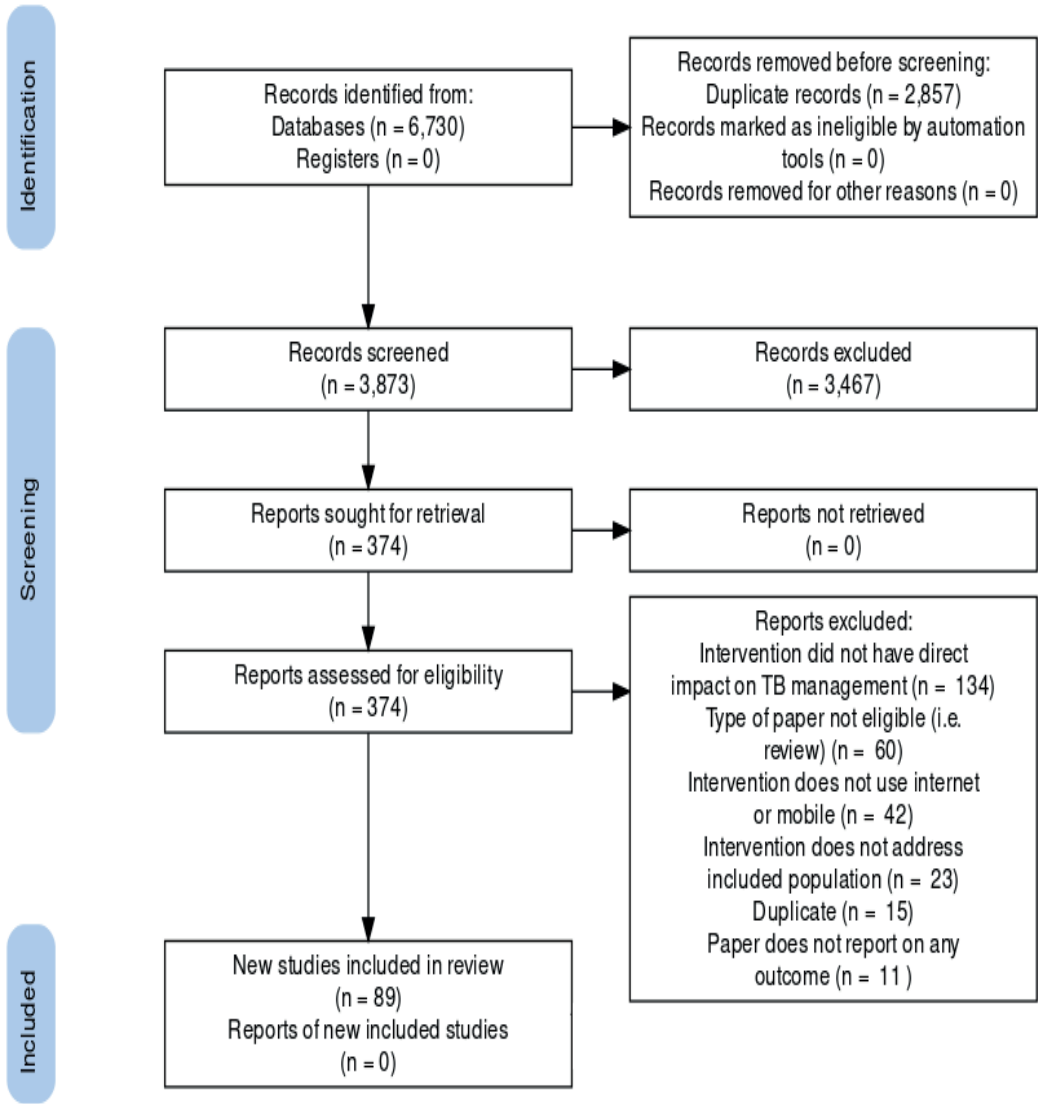 Identification
Records identified from:
Databases (n = 6,730)
Registers (n = 0)
Records removed before screening:
Duplicate records (n = 2,857)
Records marked as ineligible by automation
tools (n = 0)
Records removed for other reasons (n = 0)
Screening
Records screened
(n = 3,873)
Records excluded
(n = 3,467)
Reports sought for retrieval
(n = 374)
Reports not retrieved
(n = 0)
Reports assessed for eligibility
(n = 374)
Reports excluded:
Intervention did not have direct
impact on TB management (n = 134)
Type of paper not eligible (i.e.
review) (n = 60)
Intervention does not use internet
or mobile (n = 42)
Intervention does not address
included population (n = 23)
Duplicate (n = 15)
Paper does not report on any
outcome (n = 11 )
Included
New studies included in review
(n = 89)
Reports of new included studies
(n = 0)